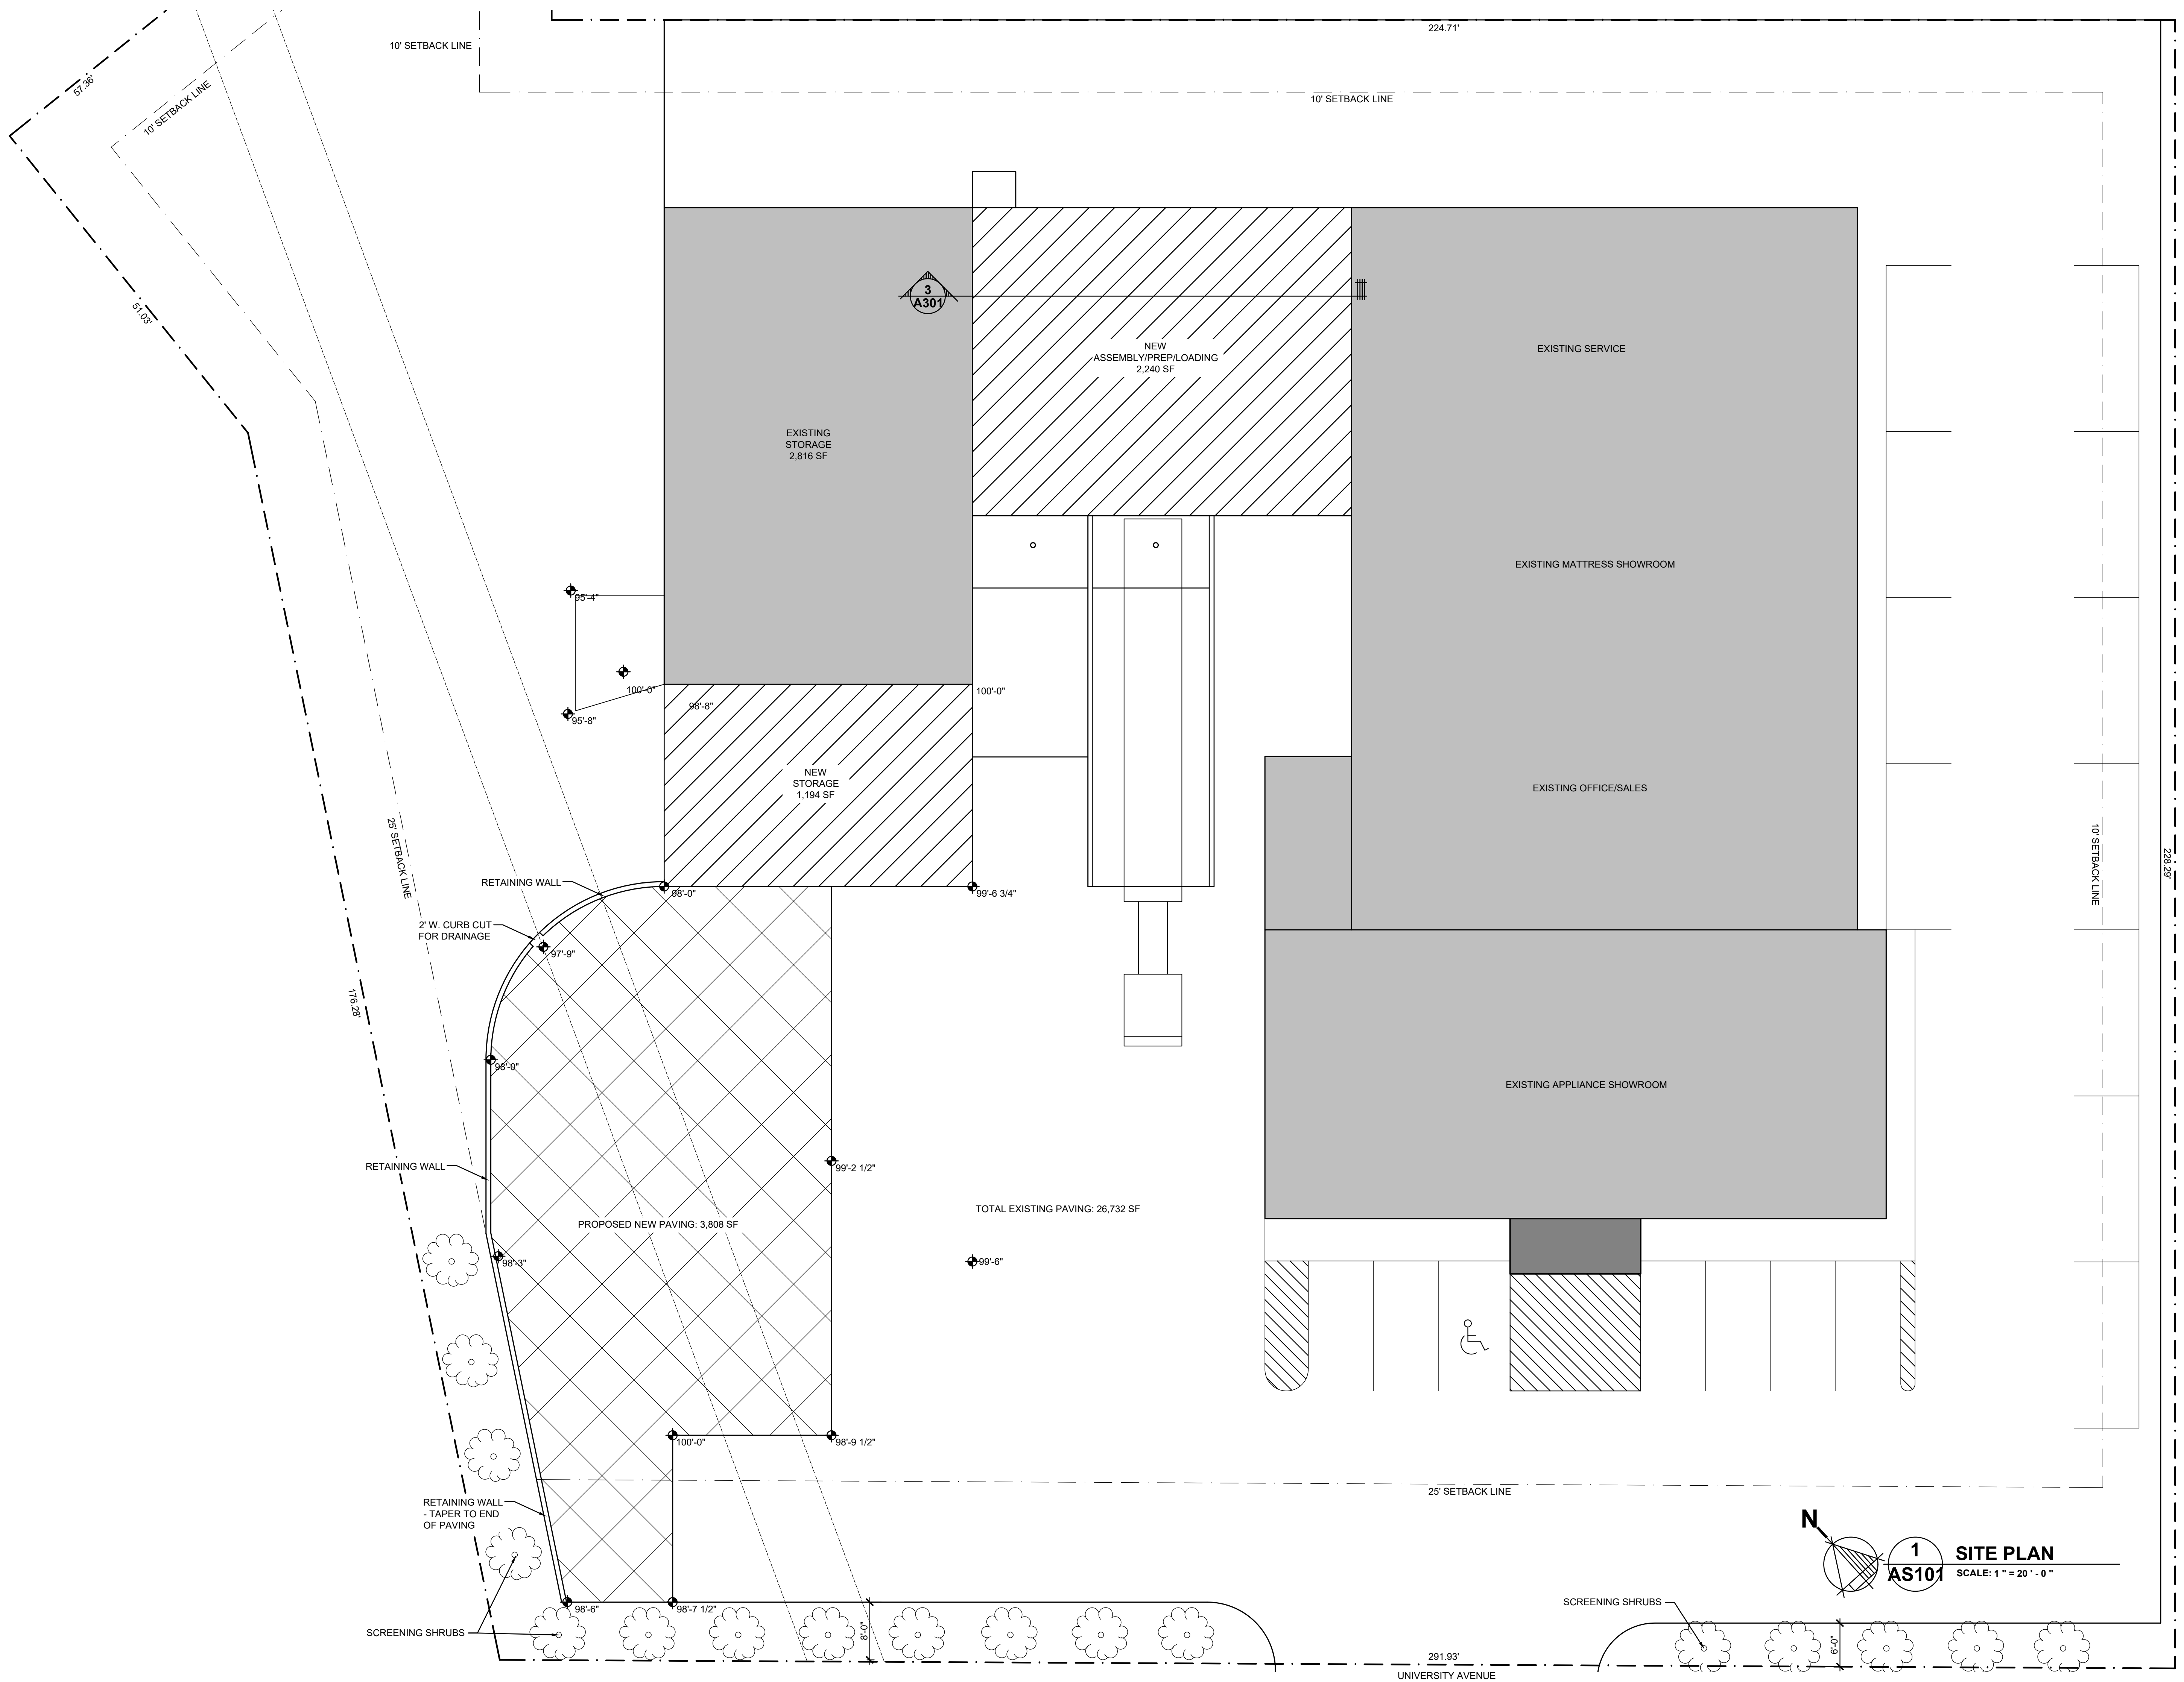 224.71'
10' SETBACK LINE
57.36'
10' SETBACK LINE
10' SETBACK LINE
3
A301
51.03'
NEW
ASSEMBLY/PREP/LOADING
2,240 SF
EXISTING SERVICE
EXISTING
STORAGE
2,816 SF
EXISTING MATTRESS SHOWROOM
95'-4"
100'-0"
100'-0"
98'-8"
95'-8"
NEW
STORAGE
1,194 SF
EXISTING OFFICE/SALES
25' SETBACK LINE
10' SETBACK LINE
228.29'
RETAINING WALL
98'-0"
99'-6 3/4"
2' W. CURB CUT
FOR DRAINAGE
97'-9"
176.28'
98'-0"
EXISTING APPLIANCE SHOWROOM
RETAINING WALL
99'-2 1/2"
TOTAL EXISTING PAVING: 26,732 SF
PROPOSED NEW PAVING: 3,808 SF
98'-3"
99'-6"
100'-0"
98'-9 1/2"
25' SETBACK LINE
RETAINING WALL
- TAPER TO END
OF PAVING
N
1
AS101
SITE PLAN
SCALE: 1 " = 20 ' - 0 "
98'-6"
98'-7 1/2"
SCREENING SHRUBS
SCREENING SHRUBS
8'-0"
6'-0"
291.93'
UNIVERSITY AVENUE